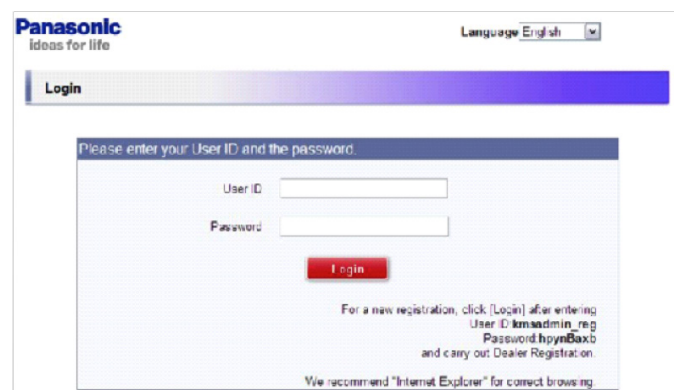 Panasonic
ideas for life
Language English
Login
Please enter your User ID and the password.
User ID
Password
Login
For a new registration, click [Login] after entering
User ID:kmsadmin_reg
Password:hpynBaxb
and carry out Dealer Registration.
We recommend "Internet Explorer" for correct browsing.